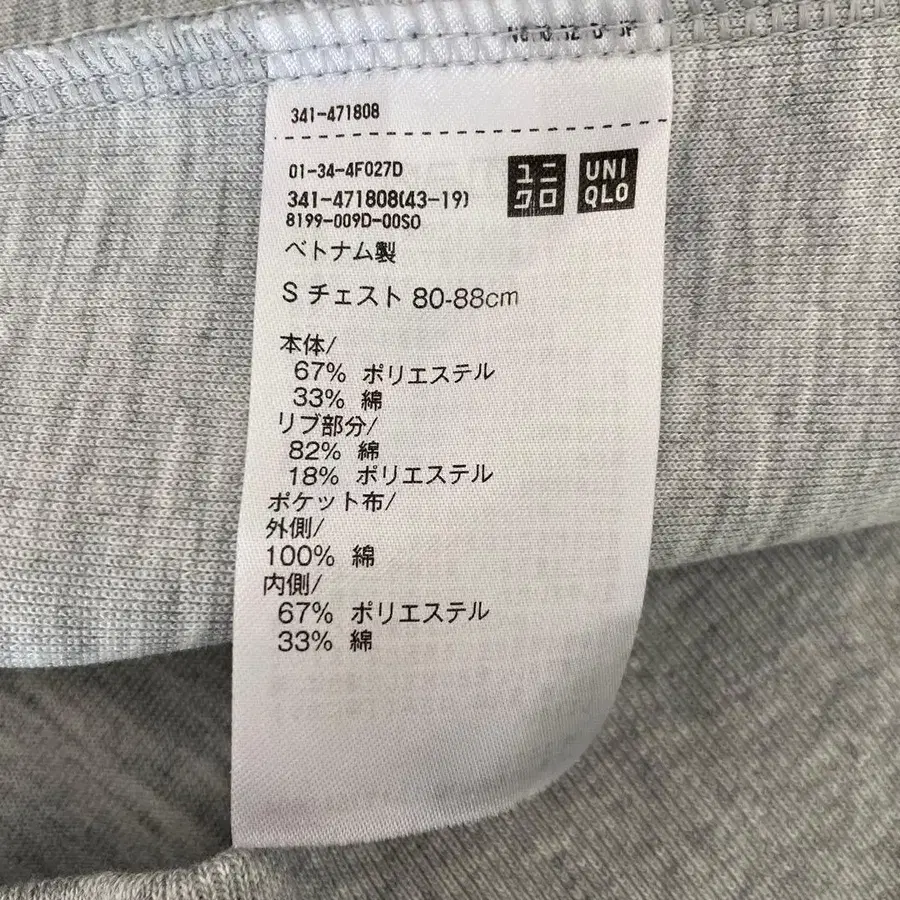 341-471808
01-34-4F027D
341-471808(43-19)
8199-009D-00SO
ユニ
クロ
UNI
QLO
ベトナム製
S チェスト 80-88cm
本体/
67% ポリエステル
33% 綿
リブ部分/
82% 綿
18% ポリエステル
ポケット布/
外側/
100% 綿
内側/
67% ポリエステル
33% 綿